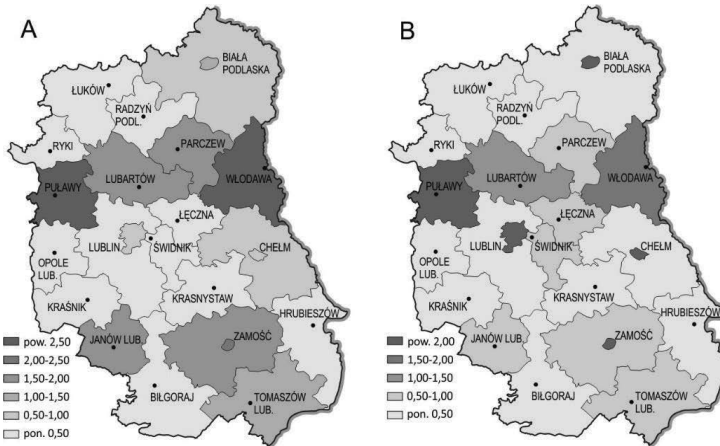 A
BIAŁA
PODLASKA
ŁUKÓW
RADZYŃ
PODL.
RYKI
PARCZEW
PUŁAWY
LUBARTÓW
WŁODAWA
ŁĘCZNA
LUBLIN
ŚWIDNIK
CHEŁM
OPOLE
LUB.
KRAŚNIK
KRASNYSTAW
HRUBIESZÓW
JANÓW LUB.
ZAMOŚĆ
BIŁGORAJ
TOMASZÓW
LUB.
pow. 2,50
2,00-2,50
1,50-2,00
1,00-1,50
0,50-1,00
pon. 0,50
B
BIAŁA
PODLASKA
ŁUKÓW
RADZYŃ
PODL.
RYKI
PARCZEW
PUŁAWY
LUBARTÓW
WŁODAWA
ŁĘCZNA
LUBLIN
ŚWIDNIK
CHEŁM
OPOLE
LUB.
KRAŚNIK
KRASNYSTAW
HRUBIESZÓW
JANÓW LUB.
ZAMOŚĆ
BIŁGORAJ
TOMASZÓW
LUB.
pow. 2,00
1,50-2,00
1,00-1,50
0,50-1,00
pon. 0,50